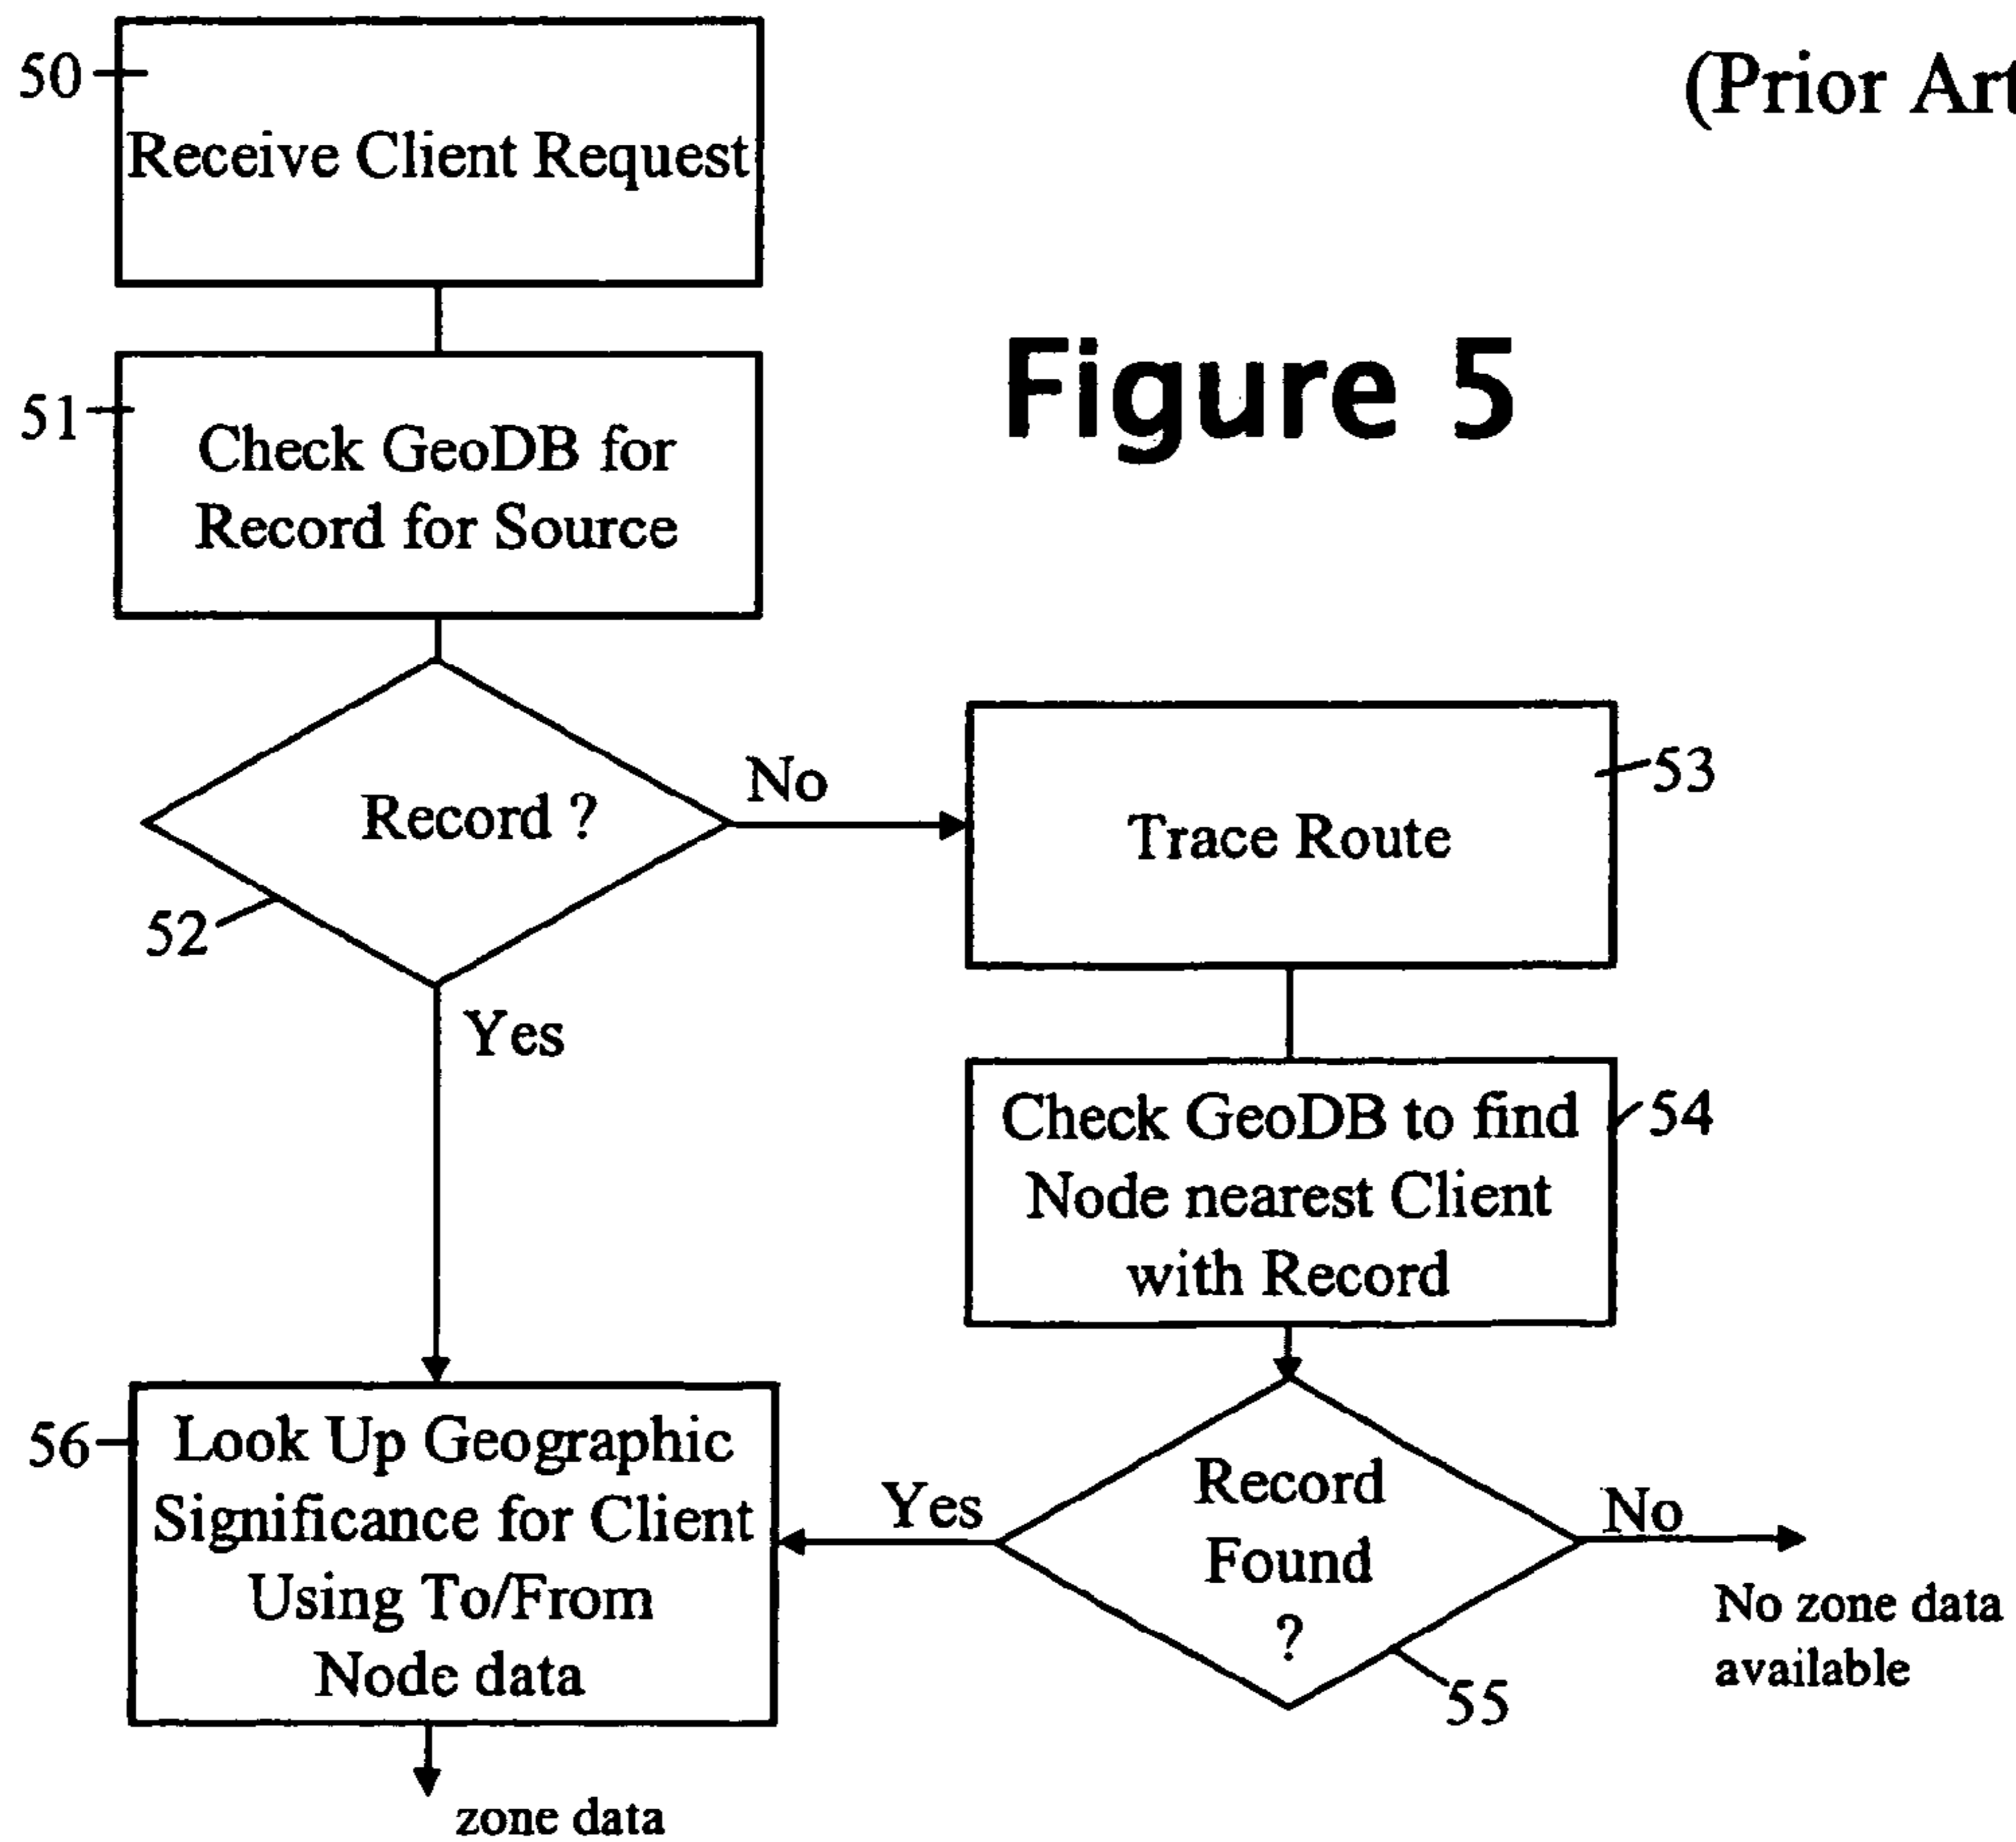 50
Receive Client Request
(Prior Art
Figure 5
51
Check GeoDB for
Record for Source
Record ?
No
52
Yes
53
Trace Route
54
Check GeoDB to find
Node nearest Client
with Record
56
Look Up Geographic
Significance for Client
Using To/From
Node data
Yes
Record
Found
?
No
55
No zone data
available
zone data